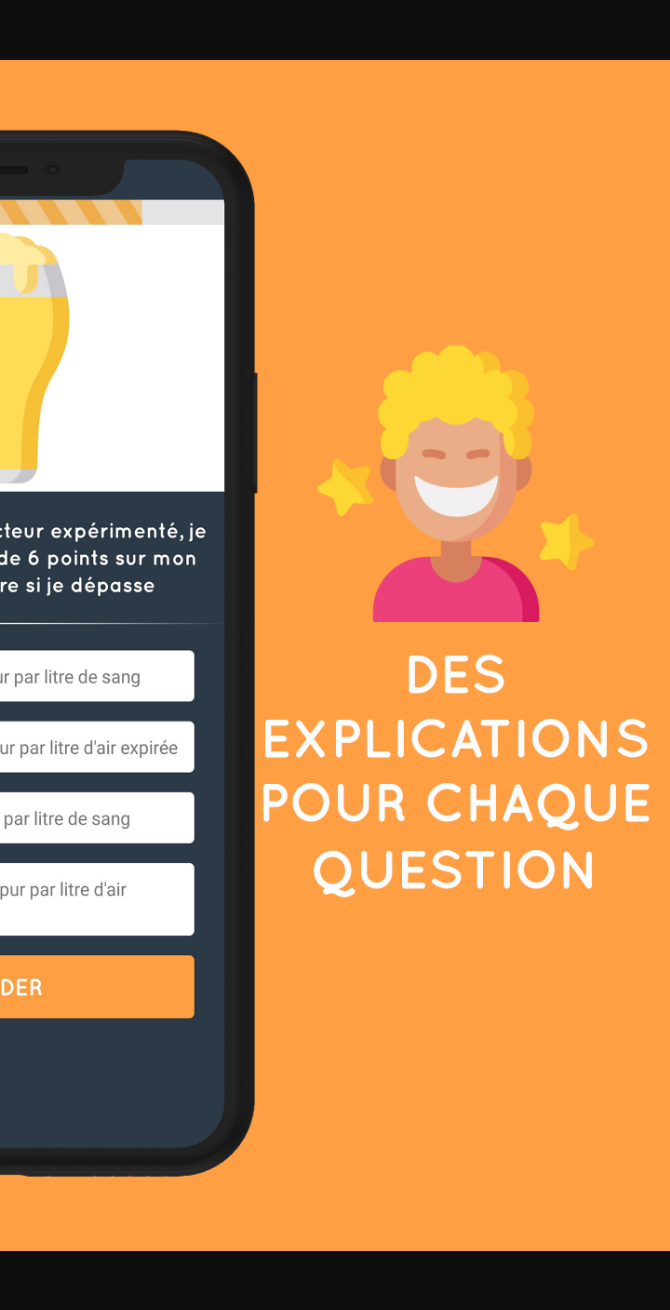 cteur expérimenté, je
de 6 points sur mon
re si je dépasse
ur par litre de sang
ur par litre d'air expirée
par litre de sang
pur par litre d'air
DER
DES
EXPLICATIONS
POUR CHAQUE
QUESTION